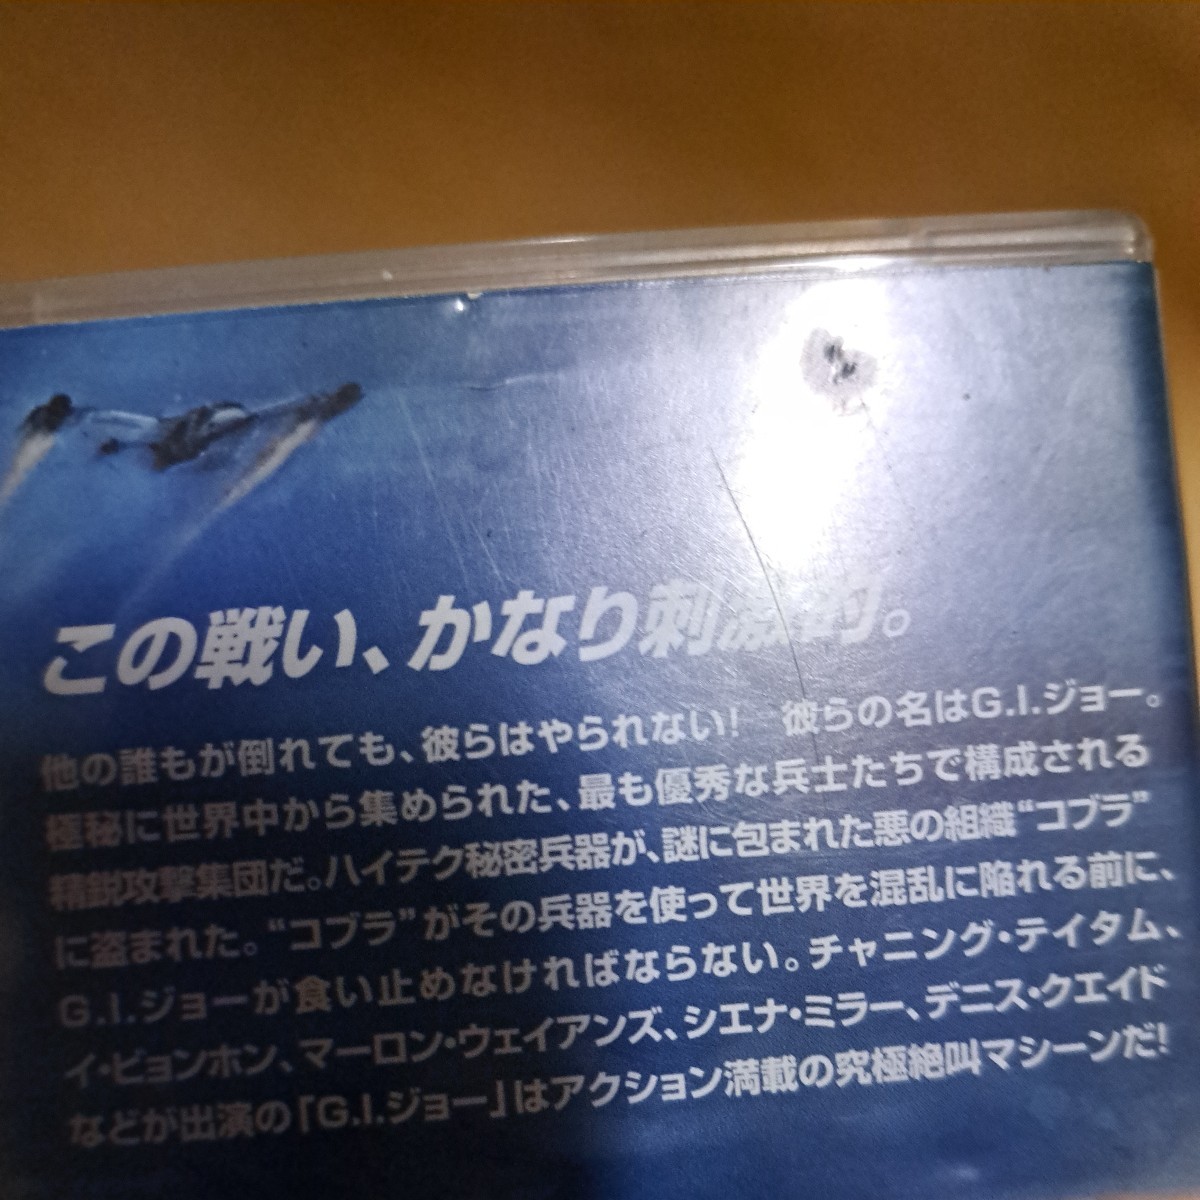 この戦い、かなり刺激的。
他の誰もが倒れても、彼らはやられない! 彼らの名はG.I.ジョー。
極秘に世界中から集められた、最も優秀な兵士たちで構成される
精鋭攻撃集団だ。ハイテク秘密兵器が、謎に包まれた悪の組織“コブラ”
に盗まれた。“コブラ”がその兵器を使って世界を混乱に陥れる前に、
G.I.ジョーが食い止めなければならない。チャニング・テイタム、
イ・ビョンホン、マーロン・ウェイアンズ、シエナ・ミラー、デニス・クエイド
などが出演の「G.I.ジョー」はアクション満載の究極絶叫マシーンだ!